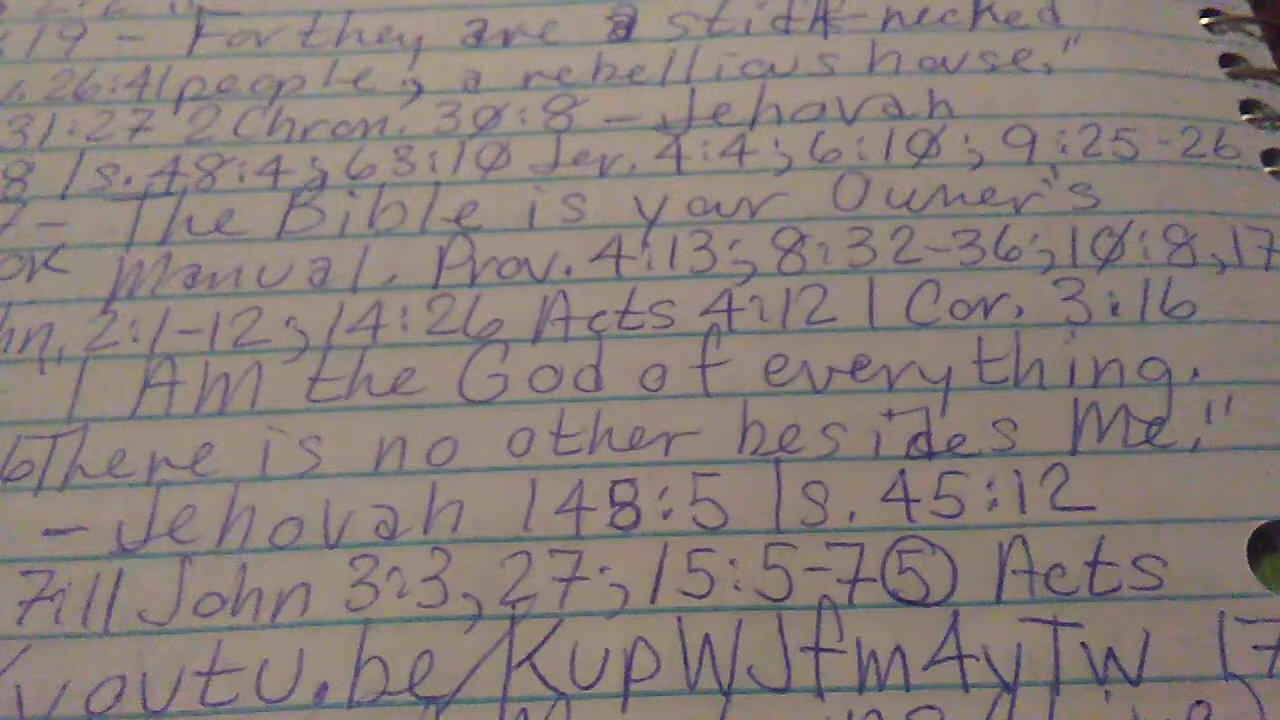 :19 - For they are a stiff-necked
26:41 people, a rebellious house."
31:27 2 Chron. 30:8 - Jehovah
8 Is. 48:4; 63:10 Jer. 4:4; 6:10; 9:25-26
- The Bible is your Owner's
Manual. Prov. 4:13; 8:32-36; 10:8, 17
hn. 2:1-12; 14:26 Acts 4:12 1 Cor. 3:16
"I AM the God of everything.
There is no other besides Me."
- Jehovah 148:5 Is. 45:12
7:11 John 3:3, 27; 15:5-7 (5) Acts
youtu.be/KupWJfm4yTw